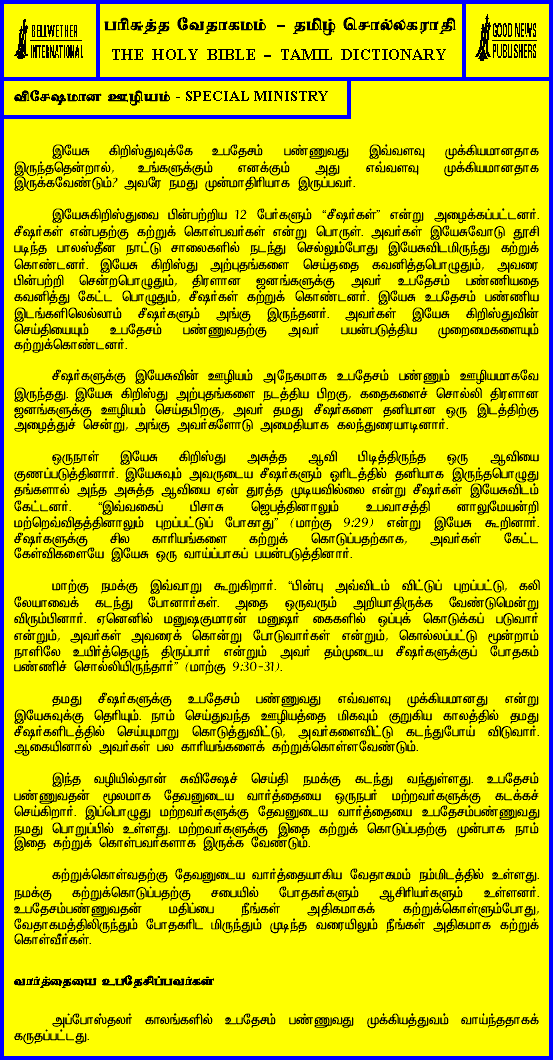 BELLWETHER
INTERNATIONAL
பரிசுத்த வேதாகமம் – தமிழ் சொல்லகராதி
THE HOLY BIBLE – TAMIL DICTIONARY
GOOD NEWS
PUBLISHERS
விசேஷமான ஊழியம் - SPECIAL MINISTRY
இயேசு கிறிஸ்துவுக்கே உபதேசம் பண்ணுவது இவ்வளவு முக்கியமானதாக
இருந்ததென்றால், உங்களுக்கும் எனக்கும் அது எவ்வளவு முக்கியமானதாக
இருக்கவேண்டும்? அவரே நமது முன்மாதிரியாக இருப்பவர்.
இயேசுகிறிஸ்துவை பின்பற்றிய 12 பேர்களும் “சீஷர்கள்” என்று அழைக்கப்பட்டனர்.
சீஷர்கள் என்பதற்கு கற்றுக் கொள்பவர்கள் என்று பொருள். அவர்கள் இயேசுவோடு தூசி
படிந்த பாலஸ்தீன நாட்டு சாலைகளில் நடந்து செல்லும்போது இயேசுவிடமிருந்து கற்றுக்
கொண்டனர். இயேசு கிறிஸ்து அற்புதங்களை செய்ததை கவனித்தபொழுதும், அவரை
பின்பற்றி சென்றபொழுதும், திரளான ஜனங்களுக்கு அவர் உபதேசம் பண்ணியதை
கவனித்து கேட்ட பொழுதும், சீஷர்கள் கற்றுக் கொண்டனர். இயேசு உபதேசம் பண்ணிய
இடங்களிலெல்லாம் சீஷர்களும் அங்கு இருந்தனர். அவர்கள் இயேசு கிறிஸ்துவின்
செய்தியையும் உபதேசம் பண்ணுவதற்கு அவர் பயன்படுத்திய முறைமைகளையும்
கற்றுக்கொண்டனர்.
சீஷர்களுக்கு இயேசுவின் ஊழியம் அநேகமாக உபதேசம் பண்ணும் ஊழியமாகவே
இருந்தது. இயேசு கிறிஸ்து அற்புதங்களை நடத்திய பிறகு, கதைகளைச் சொல்லி திரளான
ஜனங்களுக்கு ஊழியம் செய்தபிறகு, அவர் தமது சீஷர்களை தனியான ஒரு இடத்திற்கு
அழைத்துச் சென்று, அங்கு அவர்களோடு அமைதியாக கலந்துரையாடினார்.
ஒருநாள் இயேசு கிறிஸ்து அசுத்த ஆவி பிடித்திருந்த ஒரு ஆவியை
குணப்படுத்தினார். இயேசுவும் அவருடைய சீஷர்களும் ஓரிடத்தில் தனியாக இருந்தபொழுது
தங்களால் அந்த அசுத்த ஆவியை ஏன் துரத்த முடியவில்லை என்று சீஷர்கள் இயேசுவிடம்
கேட்டனர். “இவ்வகைப் பிசாசு ஜெபத்தினாலும் உபவாசத்தி னாலுமேயன்றி
மற்றெவ்விதத்தினாலும் புறப்பட்டுப் போகாது” (மாற்கு 9:29) என்று இயேசு கூறினார்.
சீஷர்களுக்கு சில காரியங்களை கற்றுக் கொடுப்பதற்காக, அவர்கள் கேட்ட
கேள்விகளையே இயேசு ஒரு வாய்ப்பாகப் பயன்படுத்தினார்.
மாற்கு நமக்கு இவ்வாறு கூறுகிறார். “பின்பு அவ்விடம் விட்டுப் புறப்பட்டு, கலி
லேயாவைக் கடந்து போனார்கள். அதை ஒருவரும் அறியாதிருக்க வேண்டுமென்று
விரும்பினார். ஏனெனில் மனுஷகுமாரன் மனுஷர் கைகளில் ஒப்புக் கொடுக்கப் படுவார்
என்றும், அவர்கள் அவரைக் கொன்று போடுவார்கள் என்றும், கொல்லப்பட்டு மூன்றாம்
நாளிலே உயிர்த்தெழுந் திருப்பார் என்றும் அவர் தம்முடைய சீஷர்களுக்குப் போதகம்
பண்ணிச் சொல்லியிருந்தார்” (மாற்கு 9:30-31).
தமது சீஷர்களுக்கு உபதேசம் பண்ணுவது எவ்வளவு முக்கியமானது என்று
இயேசுவுக்கு தெரியும். நாம் செய்துவந்த ஊழியத்தை மிகவும் குறுகிய காலத்தில் தமது
சீஷர்களிடத்தில் செய்யுமாறு கொடுத்துவிட்டு, அவர்களைவிட்டு கடந்துபோய் விடுவார்.
ஆகையினால் அவர்கள் பல காரியங்களைக் கற்றுக்கொள்ளவேண்டும்.
இந்த வழியில்தான் சுவிசேஷச் செய்தி நமக்கு கடந்து வந்துள்ளது. உபதேசம்
பண்ணுவதன் மூலமாக தேவனுடைய வார்த்தையை ஒருநபர் மற்றவர்களுக்கு கடக்கச்
செய்கிறார். இப்பொழுது மற்றவர்களுக்கு தேவனுடைய வார்த்தையை உபதேசம்பண்ணுவது
நமது பொறுப்பில் உள்ளது. மற்றவர்களுக்கு இதை கற்றுக் கொடுப்பதற்கு முன்பாக நாம்
இதை கற்றுக் கொள்பவர்களாக இருக்க வேண்டும்.
கற்றுக்கொள்வதற்கு தேவனுடைய வார்த்தையாகிய வேதாகமம் நம்மிடத்தில் உள்ளது.
நமக்கு கற்றுக்கொடுப்பதற்கு சபையில் போதகர்களும் ஆசிரியர்களும் உள்ளனர்.
உபதேசம்பண்ணுவதன் மதிப்பை நீங்கள் அதிகமாகக் கற்றுக்கொள்ளும்போது,
வேதாகமத்திலிருந்தும் போதகரிட மிருந்தும் முடிந்த வரையிலும் நீங்கள் அதிகமாக கற்றுக்
கொள்வீர்கள்.
வார்த்தையை உபதேசிப்பவர்கள்
அப்போஸ்தலர் காலங்களில் உபதேசம் பண்ணுவது முக்கியத்துவம் வாய்ந்ததாகக்
கருதப்பட்டது.